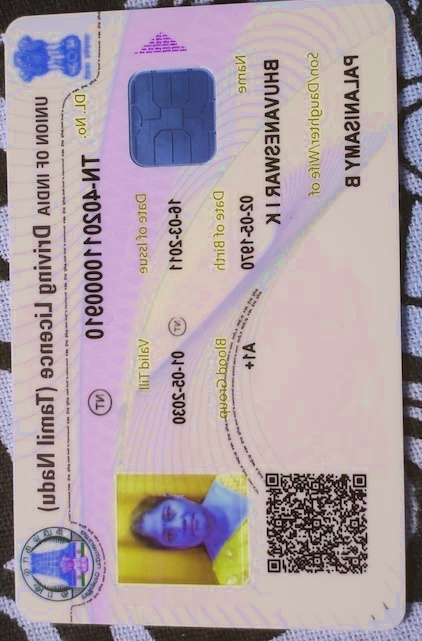 UNION OF INDIA Driving Licence (Tamil Nadu)
DL. No. TN-4020110000910
NT
Date of Issue Valid Till
16-03-2011 NT 01-05-2030
Date of Birth Blood Group
02-05-1970 A1+
Name
BHUVANESWARI K
Son/Daughter/Wife of
PALANISAMY B